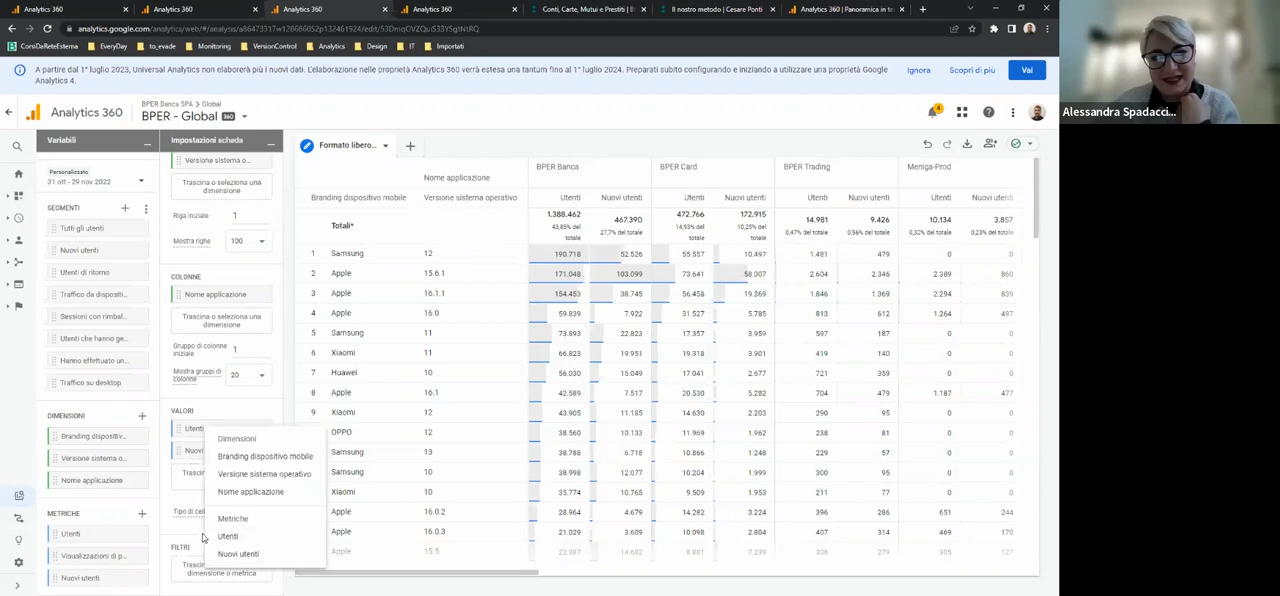 Analytics 360
Analytics 360
Analytics 360
Analytics 360
Conti, Carte, Mutui e Prestiti | B
Il nostro metodo | Cesare Ponti
Analytics 360 | Panoramica in te
analytics.google.com/analytics/web/#/analysis/
CorsiDaReteEsterna
EveryDay
to_evade
Monitoring
VersionControl
Analytics
Design
IT
Importati
A partire dal 1° luglio 2023, Universal Analytics non elaborerà più i nuovi dati. L'elaborazione nelle proprietà Analytics 360 verrà estesa una tantum fino al 1° luglio 2024. Preparati subito configurando e iniziando a utilizzare una proprietà Google
Analytics 4.
Ignora
Scopri di più
Vai
Analytics 360
BPER Banca SPA > Global
BPER - Global 360
4
Alessandra Spadacci...
Variabili
Personalizzato
31 ott - 29 nov 2022
SEGMENTI
Tutti gli utenti
Nuovi utenti
Utenti di ritorno
Traffico da dispositi...
Sessioni con rimbal...
Utenti che hanno ge...
Hanno effettuato un...
Traffico su desktop
DIMENSIONI
Branding dispositiv...
Versione sistema o...
Nome applicazione
METRICHE
Utenti
Visualizzazioni di p...
Nuovi utenti
Impostazioni scheda
Versione sistema o...
Trascina o seleziona una
dimensione
Riga iniziale 1
Mostra righe 100
COLONNE
Nome applicazione
Trascina o seleziona una
dimensione
Gruppo di colonne
iniziale 1
Mostra gruppi di
colonne 20
VALORI
Utenti
Nuovi
Trascin
Tipo di cell
FILTRI
Trasc
dimensione o metrica
Dimensioni
Branding dispositivo mobile
Versione sistema operativo
Nome applicazione
Metriche
Utenti
Nuovi utenti
Formato libero...
Nome applicazione BPER Banca BPER Card BPER Trading Meniga-Prod
Branding dispositivo mobile Versione sistema operativo Utenti Nuovi utenti Utenti Nuovi utenti Utenti Nuovi utenti Utenti Nuovi utenti
Totali* 1.388.462 467.390 472.766 172.915 14.981 9.426 10.134 3.857
43,85% del totale 27,7% del totale 14,93% del totale 10,25% del totale 0,47% del totale 0,56% del totale 0,32% del totale 0,23% del totale
1 Samsung 12 190.718 52.526 55.557 10.497 1.481 479 0 0
2 Apple 15.6.1 171.048 103.099 73.641 58.007 2.604 2.346 2.389 860
3 Apple 16.1.1 154.453 38.745 56.458 19.269 1.846 1.369 2.294 839
4 Apple 16.0 59.839 7.922 31.527 5.785 813 612 1.264 497
5 Samsung 11 73.893 22.823 17.357 3.959 597 187 0 0
6 Xiaomi 11 66.823 19.951 19.318 3.901 419 140 0 0
7 Huawei 10 56.030 15.049 17.041 2.677 721 359 0 0
8 Apple 16.1 42.589 7.517 20.530 5.282 704 479 1.187 477
9 Xiaomi 12 43.905 11.185 14.630 2.203 290 95 0 0
OPPO 12 38.560 10.133 11.969 1.962 238 81 0 0
Samsung 13 38.788 6.718 10.866 1.248 229 57 0 0
Samsung 10 38.998 12.077 10.204 1.999 300 95 0 0
Xiaomi 10 35.774 10.765 9.509 1.953 211 77 0 0
Apple 16.0.2 28.964 4.679 14.282 3.224 396 286 651 244
Apple 16.0.3 21.029 3.609 10.098 2.804 407 314 469 170
Apple 15.5 22.387 14.682 8.881 7.239 306 279 305 127